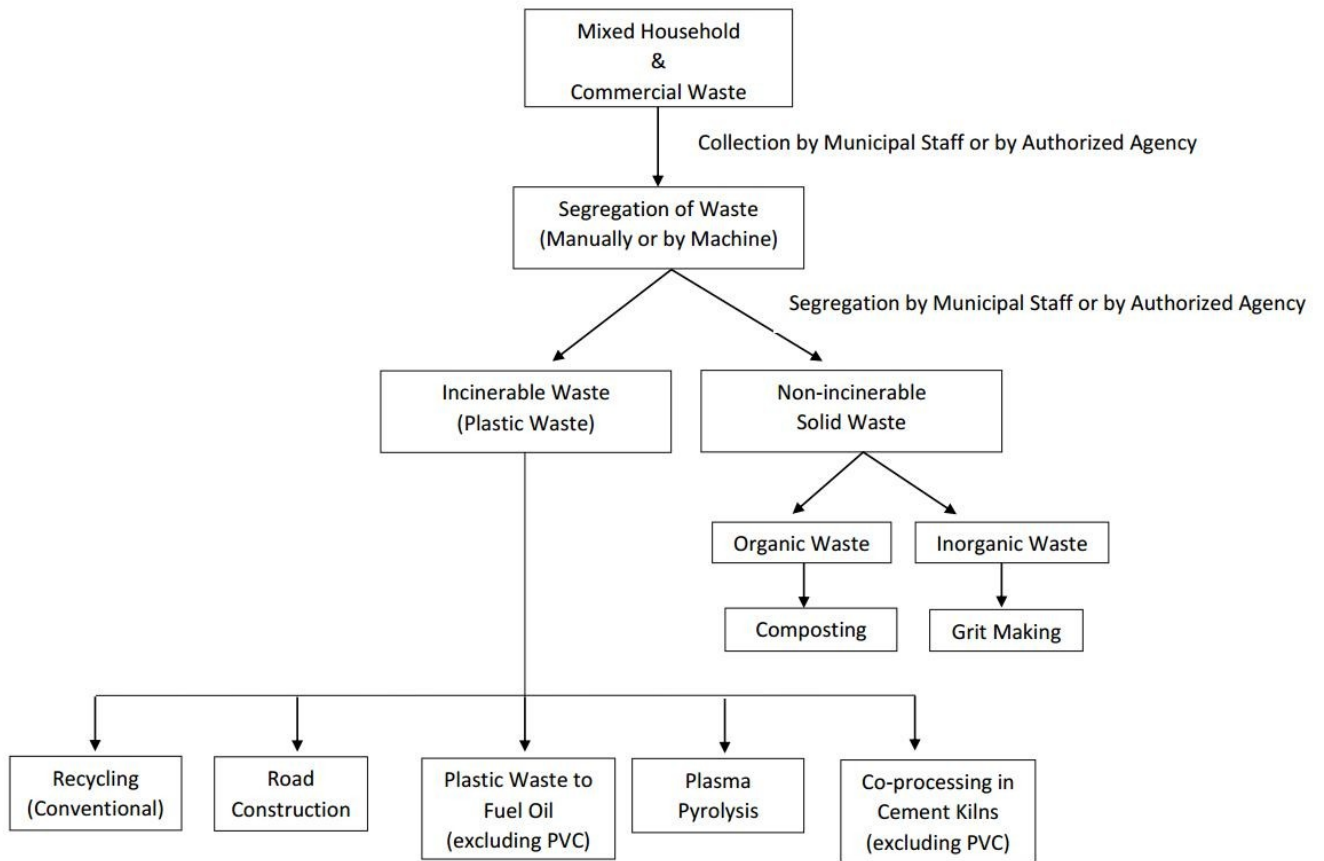 Mixed Household
&
Commercial Waste
Collection by Municipal Staff or by Authorized Agency
Segregation of Waste
(Manually or by Machine)
Segregation by Municipal Staff or by Authorized Agency
Incinerable Waste
(Plastic Waste)
Non-incinerable
Solid Waste
Organic Waste
Inorganic Waste
Composting
Grit Making
Recycling
(Conventional)
Road
Construction
Plastic Waste to
Fuel Oil
(excluding PVC)
Plasma
Pyrolysis
Co-processing in
Cement Kilns
(excluding PVC)